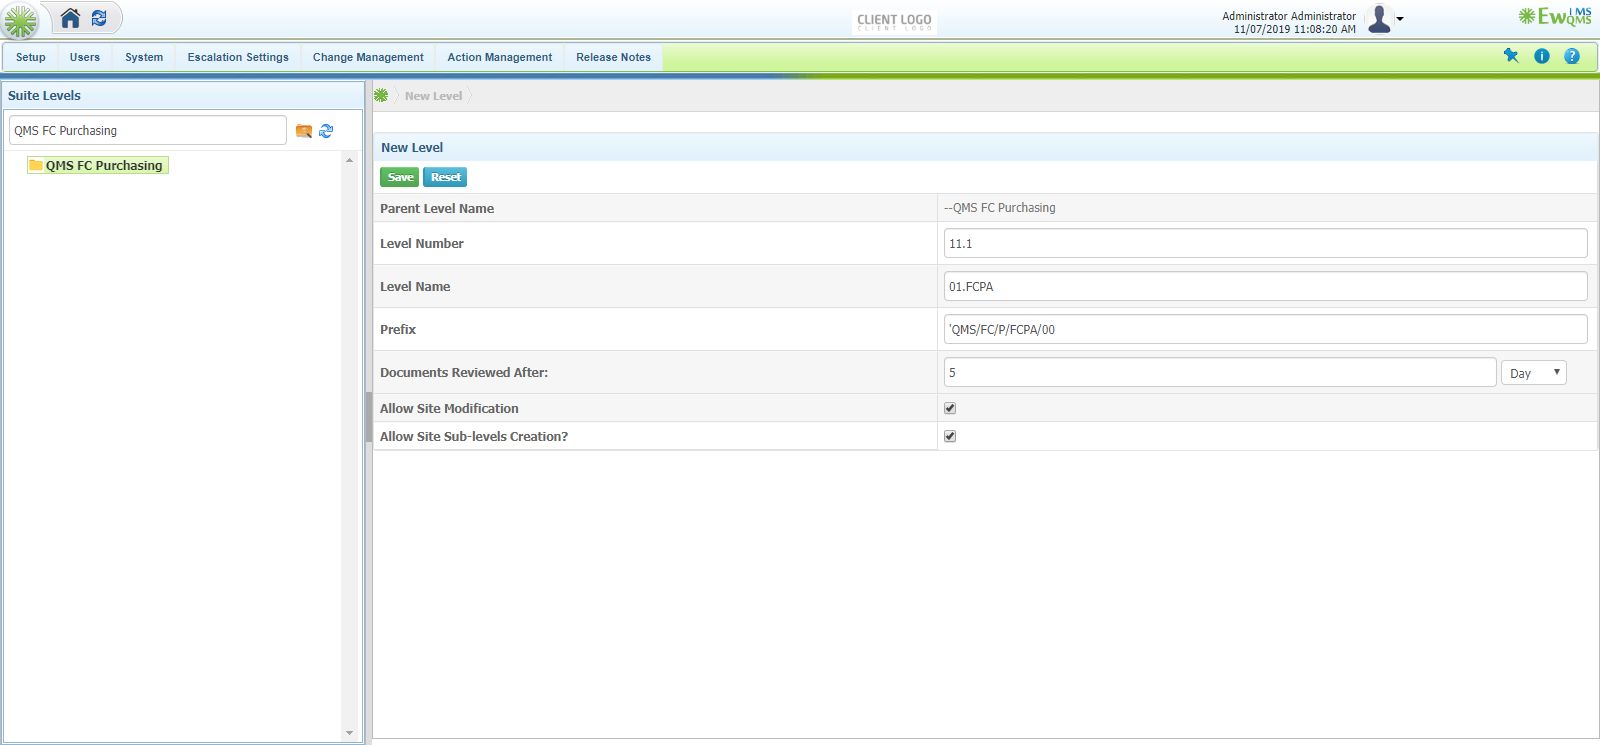 CLIENT LOGO
CLIENT LOGO
Administrator Administrator
11/07/2019 11:08:20 AM
EwQMS
IMS
Setup
Users
System
Escalation Settings
Change Management
Action Management
Release Notes
Suite Levels
QMS FC Purchasing
QMS FC Purchasing
New Level
New Level
Save
Reset
Parent Level Name
--QMS FC Purchasing
Level Number
11.1
Level Name
01.FCPA
Prefix
'QMS/FC/P/FCPA/00
Documents Reviewed After:
5
Day
Allow Site Modification
Allow Site Sub-levels Creation?